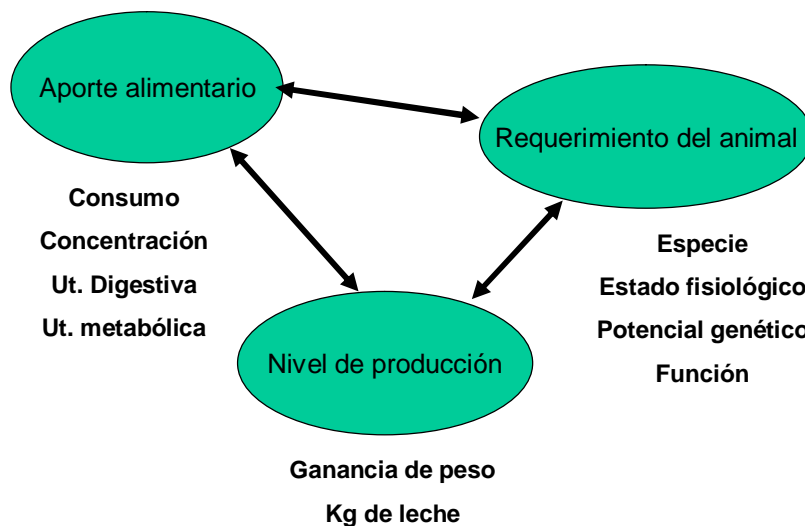 Aporte alimentario
Requerimiento del animal
Consumo
Concentración
Ut. Digestiva
Ut. metabólica
Especie
Estado fisiológico
Potencial genético
Función
Nivel de producción
Ganancia de peso
Kg de leche